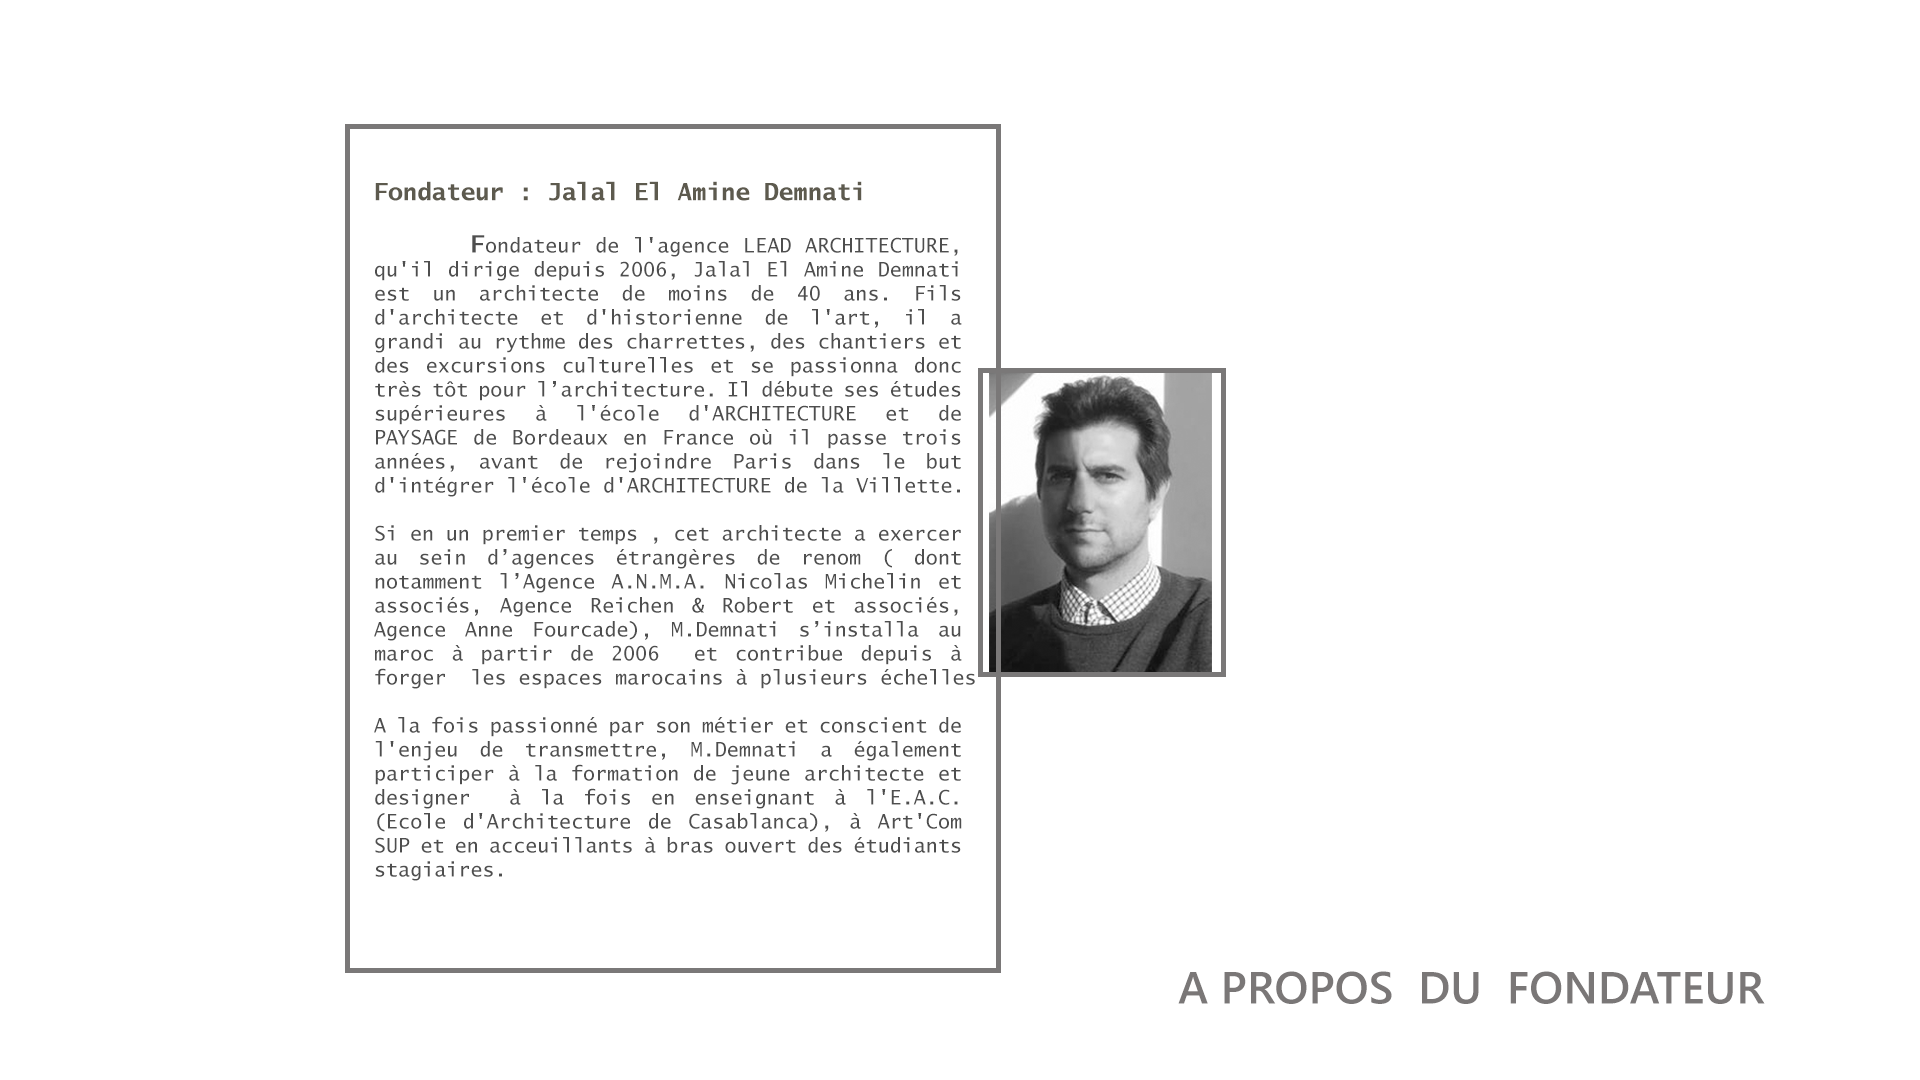 Fondateur : Jalal El Amine Demnati
Fondateur de l'agence LEAD ARCHITECTURE,
qu'il dirige depuis 2006, Jalal El Amine Demnati
est un architecte de moins de 40 ans. Fils
d'architecte et d'historienne de l'art, il a
grandi au rythme des charrettes, des chantiers et
des excursions culturelles et se passionna donc
très tôt pour l’architecture. Il débute ses études
supérieures à l'école d'ARCHITECTURE et de
PAYSAGE de Bordeaux en France où il passe trois
années, avant de rejoindre Paris dans le but
d'intégrer l'école d'ARCHITECTURE de la Villette.
Si en un premier temps , cet architecte a exercer
au sein d’agences étrangères de renom ( dont
notamment l’Agence A.N.M.A. Nicolas Michelin et
associés, Agence Reichen & Robert et associés,
Agence Anne Fourcade), M.Demnati s’installa au
maroc à partir de 2006 et contribue depuis à
forger les espaces marocains à plusieurs échelles
A la fois passionné par son métier et conscient de
l'enjeu de transmettre, M.Demnati a également
participer à la formation de jeune architecte et
designer à la fois en enseignant à l'E.A.C.
(Ecole d'Architecture de Casablanca), à Art'Com
SUP et en acceuillants à bras ouvert des étudiants
stagiaires.
A PROPOS DU FONDATEUR